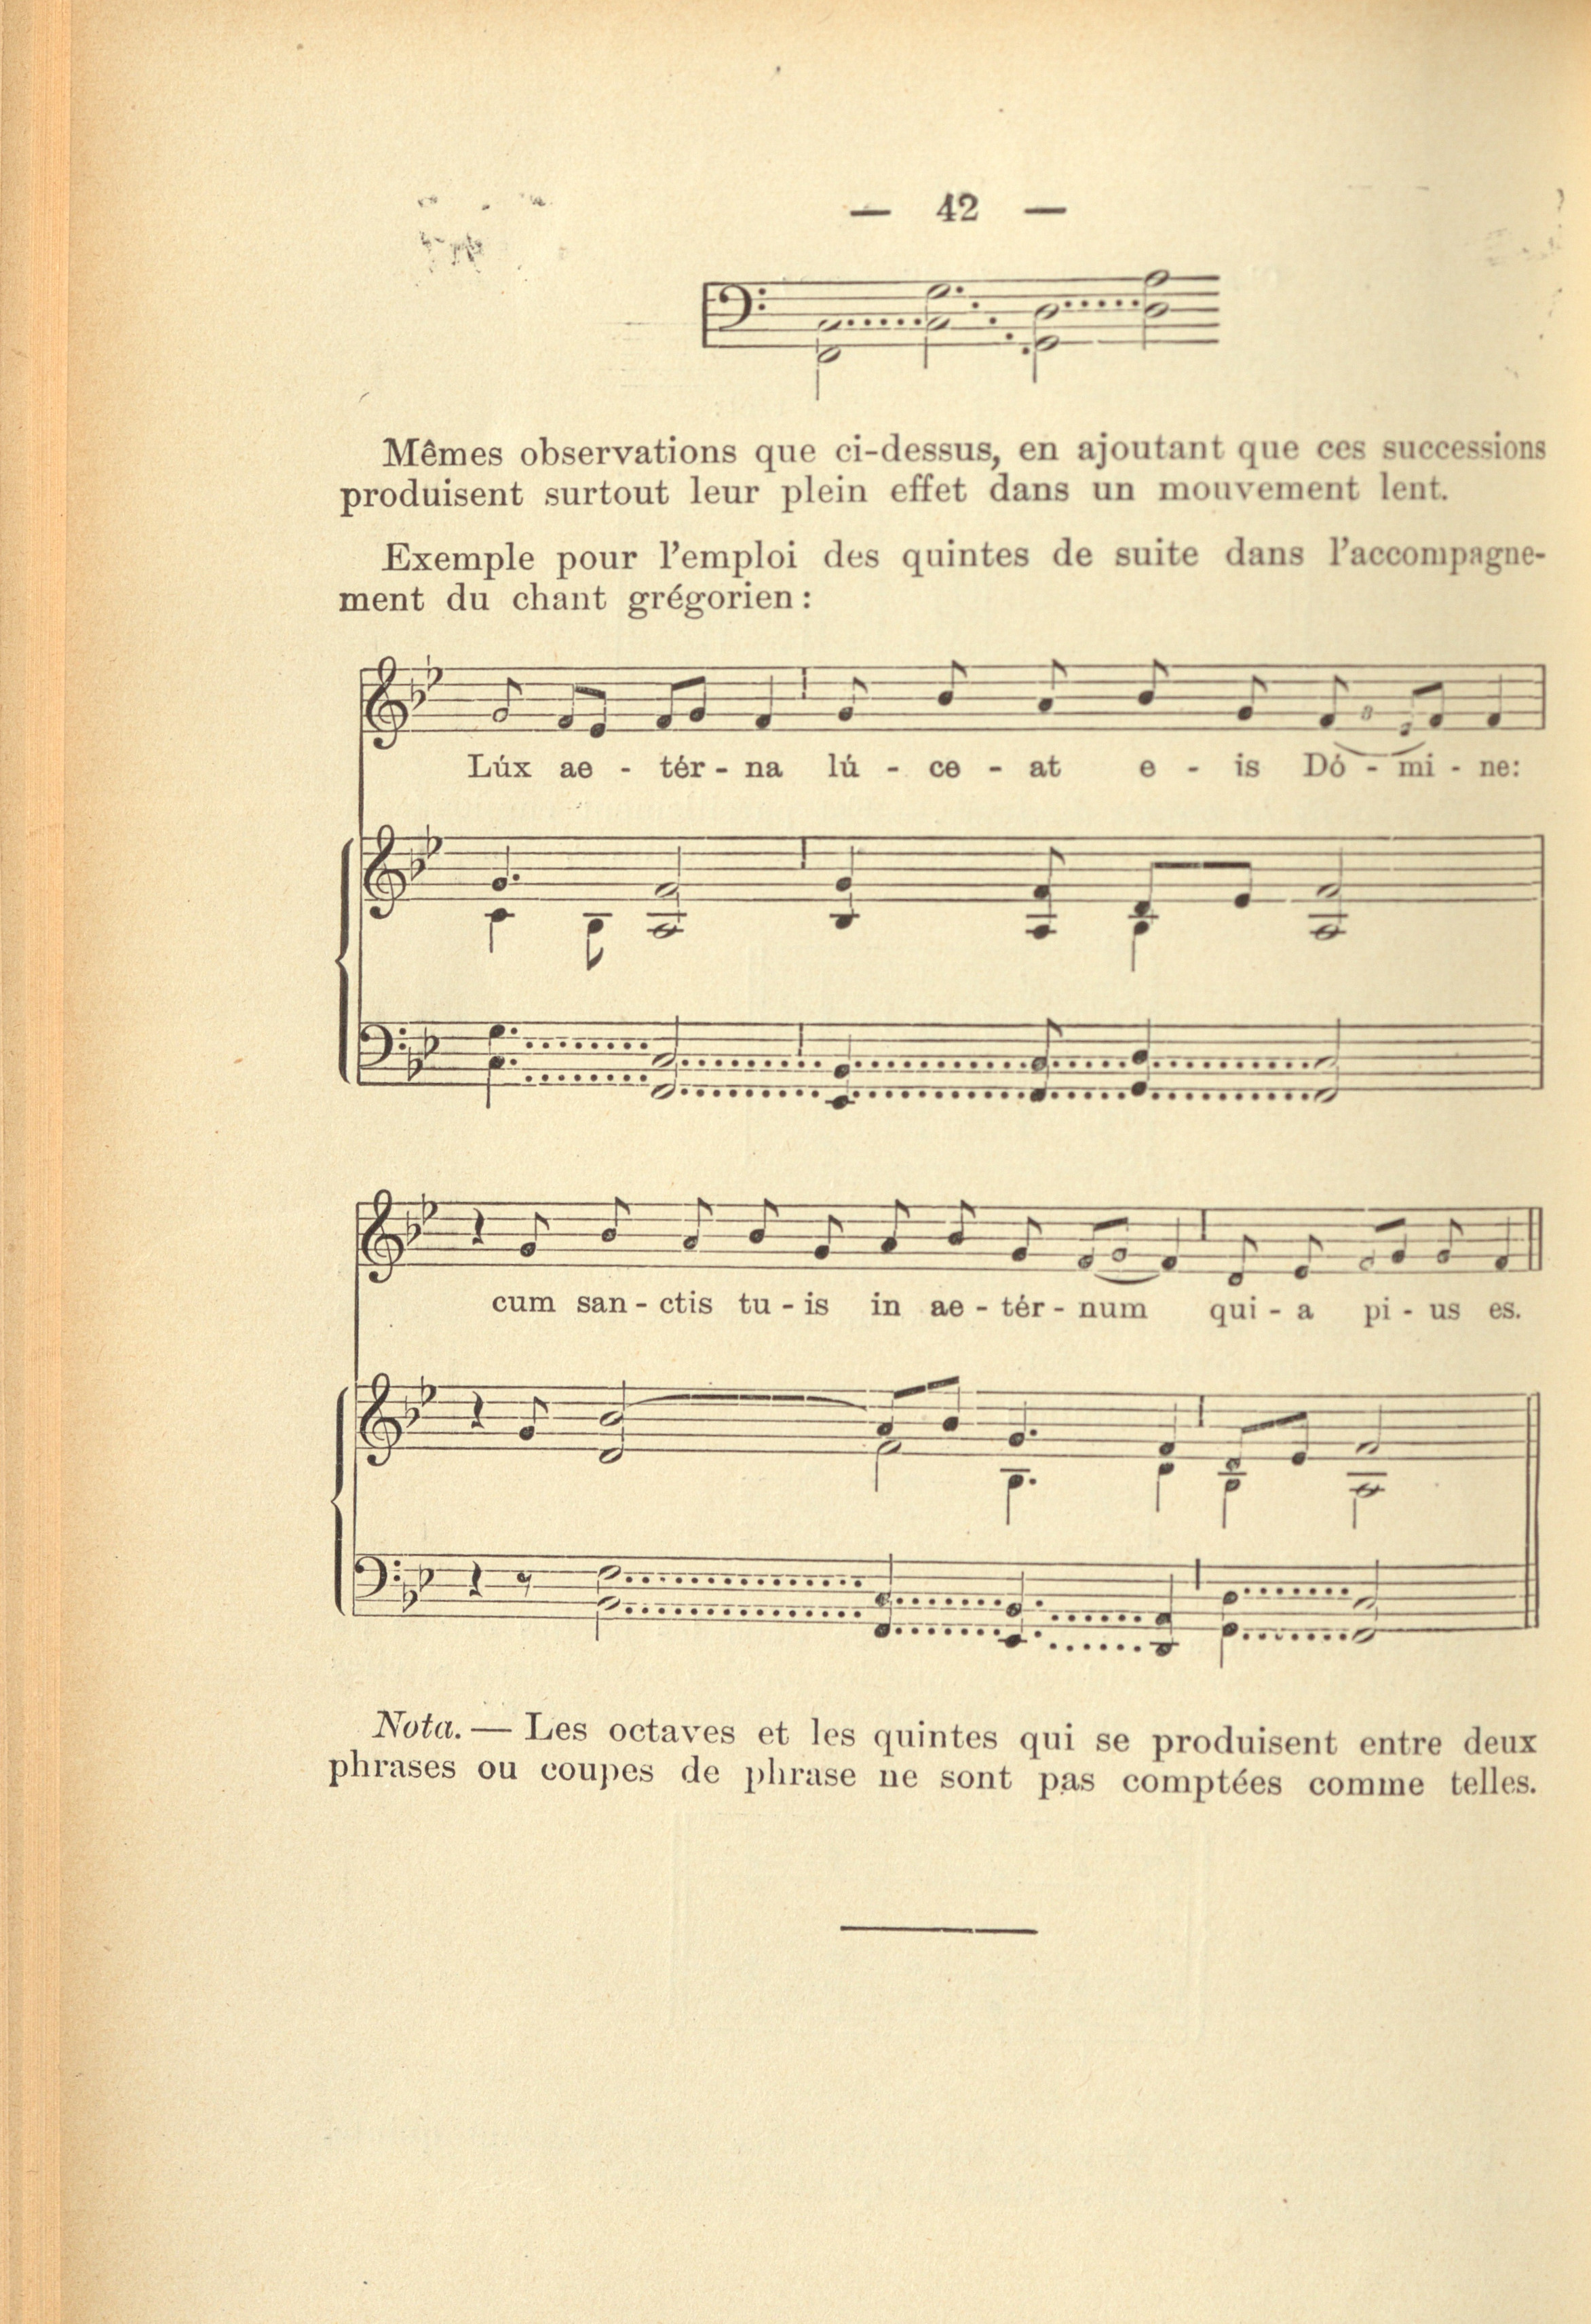 — 42 —
Mêmes observations que ci-dessus, en ajoutant que ces successions
produisent surtout leur plein effet dans un mouvement lent.
Exemple pour l'emploi des quintes de suite dans l'accompagne-
ment du chant grégorien:
Lúx ae - tér - na lú - ce - at e - is Dó - mi - ne:
cum san - ctis tu - is in ae - tér - num qui - a pi - us es.
Nota. — Les octaves et les quintes qui se produisent entre deux
phrases ou coupes de phrase ne sont pas comptées comme telles.